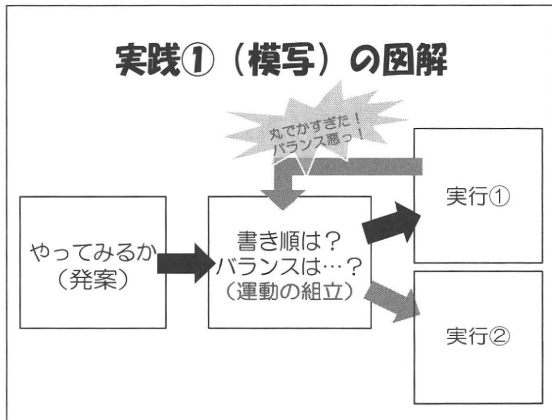 実践①（模写）の図解
丸でかすぎた！
バランス悪っ！
やってみるか
（発案）
書き順は？
バランスは…？
（運動の組立）
実行①
実行②